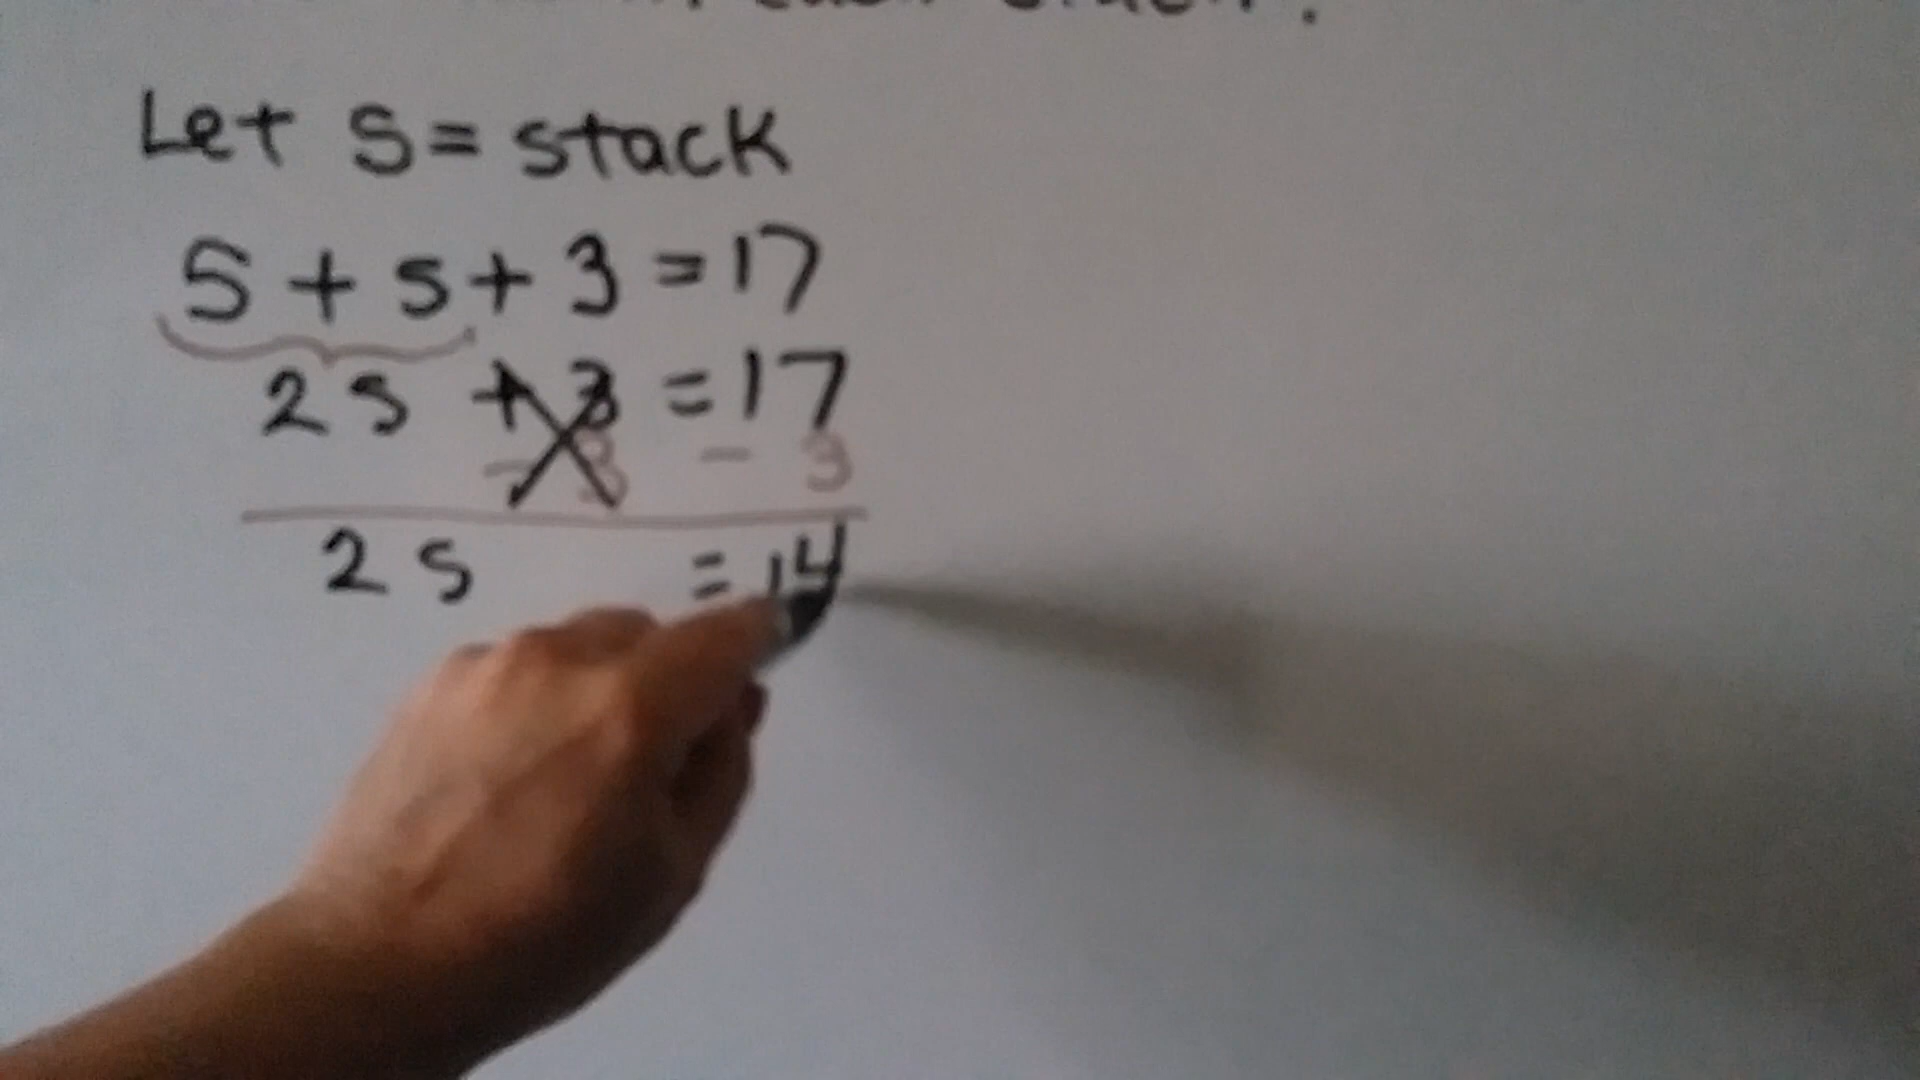 Let S = stack
S + s + 3 = 17
2s + 3 = 17
- 3 - 3
2s = 14